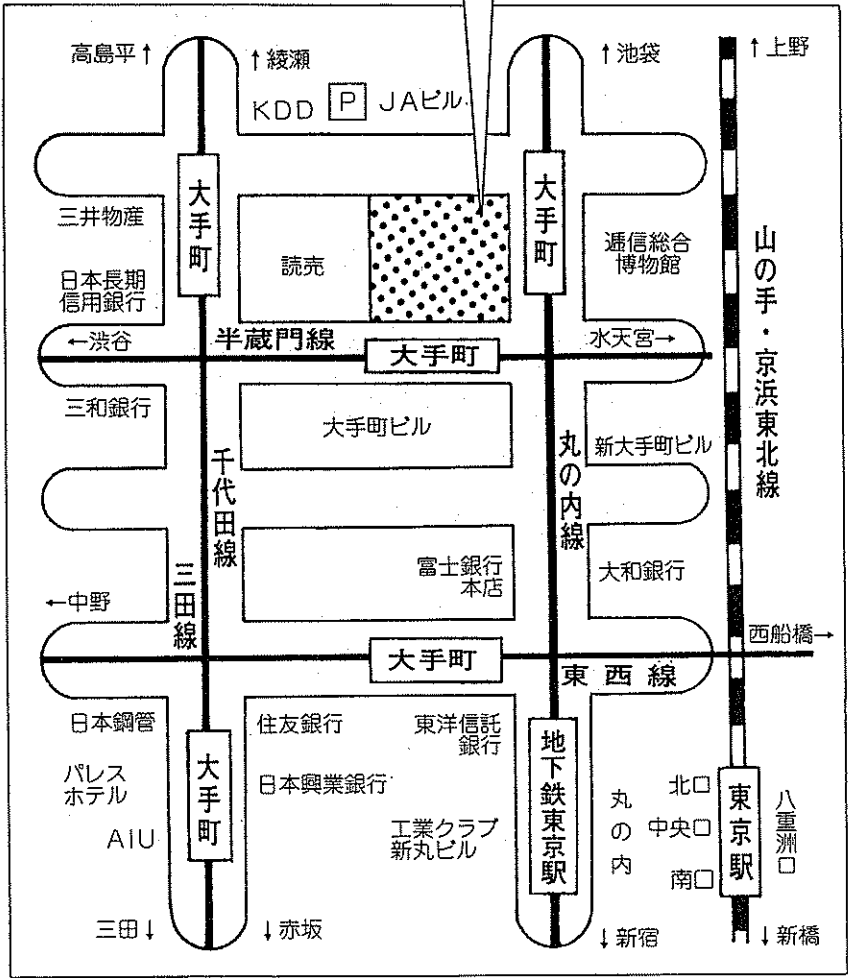 高島平↑
↑綾瀬
↑池袋
↑上野
KDD P JAビル
大手町
大手町
三井物産
読売
逓信総合
博物館
日本長期
信用銀行
山の手・京浜東北線
←渋谷
半蔵門線
大手町
水天宮→
三和銀行
大手町ビル
新大手町ビル
千代田線
丸の内線
三田線
富士銀行
本店
大和銀行
←中野
大手町
東西線
西船橋→
日本鋼管
住友銀行
東洋信託
銀行
パレス
ホテル
大手町
日本興業銀行
地下鉄東京駅
丸の内
北口
中央口
南口
東京駅
八重洲口
AIU
工業クラブ
新丸ビル
三田↓
↓赤坂
↓新宿
↓新橋